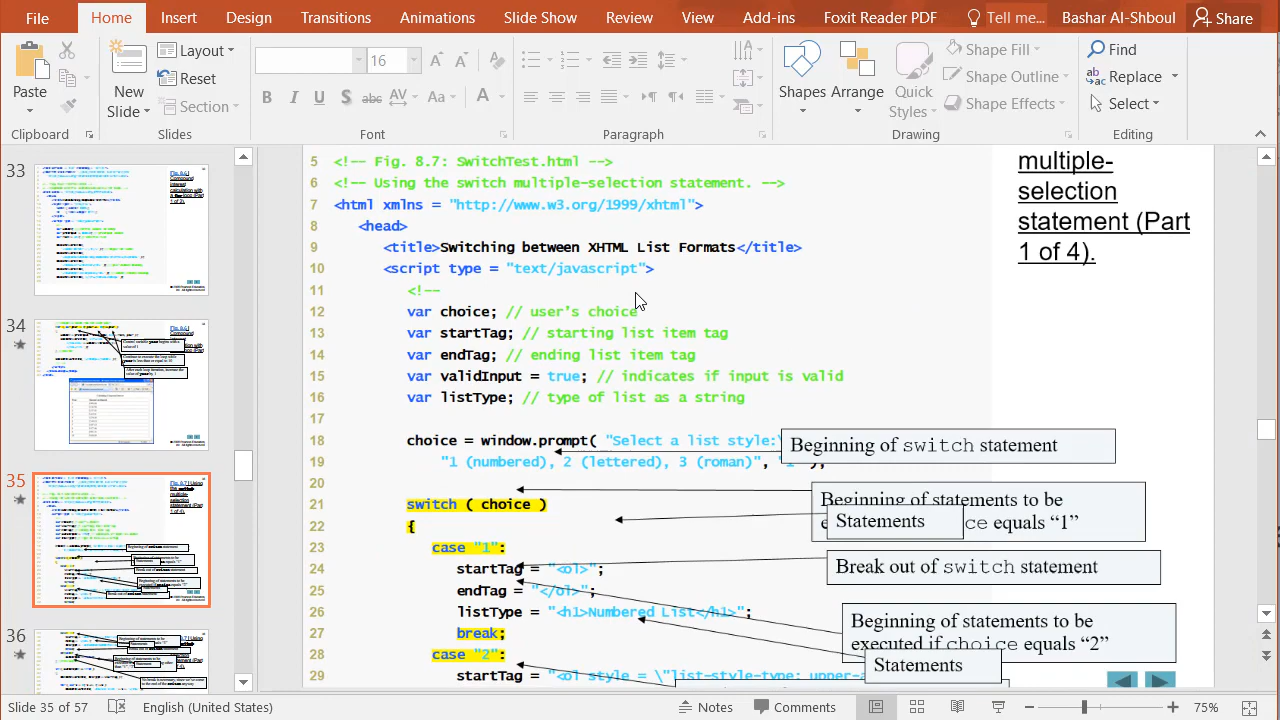 File Home Insert Design Transitions Animations Slide Show Review View Add-ins Foxit Reader PDF Tell me... Bashar Al-Shboul Share
Paste
New Slide
Layout
Reset
Section
16
B I U S abc AV Aa A
Shapes Arrange Quick Styles
Shape Fill
Shape Outline
Shape Effects
Find
Replace
Select
Clipboard Slides Font Paragraph Drawing Editing
33
34
35
36
5 <!-- Fig. 8.7: SwitchTest.html -->
6 <!-- Using the switch multiple-selection statement. -->
7 <html xmlns = "http://www.w3.org/1999/xhtml">
8 <head>
9 <title>Switching between XHTML List Formats</title>
10 <script type = "text/javascript">
11 <!--
12 var choice; // user’s choice
13 var startTag; // starting list item tag
14 var endTag; // ending list item tag
15 var validInput = true; // indicates if input is valid
16 var listType; // type of list as a string
17
18 choice = window.prompt( "Select a list style:\
19 "1 (numbered), 2 (lettered), 3 (roman)", "1" );
20
21 switch ( choice )
22 {
23 case "1":
24 startTag = "<ol>";
25 endTag = "</ol>";
26 listType = "<h1>Numbered List</h1>";
27 break;
28 case "2":
29 startTag = "<ol style = \"list-style-type: upper-
multiple-
selection
statement (Part
1 of 4).
Beginning of switch statement
Beginning of statements to be
choice equals “1”
Statements
Break out of switch statement
Beginning of statements to be
executed if choice equals “2”
Statements
Slide 35 of 57 English (United States) Notes Comments 75%